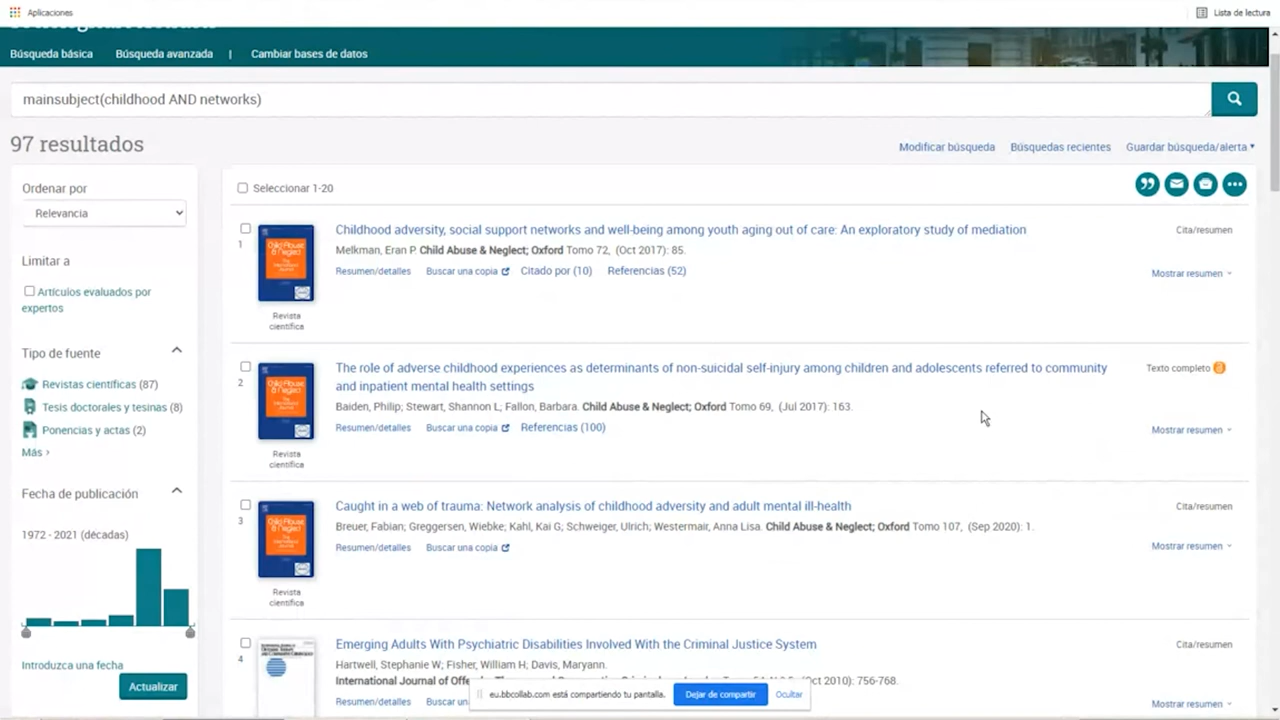 Aplicaciones
Lista de lectura
Búsqueda básica Búsqueda avanzada | Cambiar bases de datos
mainsubject(childhood AND networks)
97 resultados
Modificar búsqueda Búsquedas recientes Guardar búsqueda/alerta
Ordenar por
Relevancia
Limitar a
Artículos evaluados por
expertos
Tipo de fuente
Revistas científicas (87)
Tesis doctorales y tesinas (8)
Ponencias y actas (2)
Más ›
Fecha de publicación
1972 - 2021 (décadas)
Introduzca una fecha
Actualizar
Seleccionar 1-20
1
Childhood adversity, social support networks and well-being among youth aging out of care: An exploratory study of mediation
Cita/resumen
Melkman, Eran P. Child Abuse & Neglect; Oxford Tomo 72, (Oct 2017): 85.
Resumen/detalles Buscar una copia Citado por (10) Referencias (52)
Mostrar resumen
Child Abuse
& Neglect
Revista
científica
2
The role of adverse childhood experiences as determinants of non-suicidal self-injury among children and adolescents referred to community
and inpatient mental health settings
Texto completo
Baiden, Philip; Stewart, Shannon L; Fallon, Barbara. Child Abuse & Neglect; Oxford Tomo 69, (Jul 2017): 163.
Resumen/detalles Buscar una copia Referencias (100)
Mostrar resumen
Child Abuse
& Neglect
Revista
científica
3
Caught in a web of trauma: Network analysis of childhood adversity and adult mental ill-health
Cita/resumen
Breuer, Fabian; Greggersen, Wiebke; Kahl, Kai G; Schweiger, Ulrich; Westermair, Anna Lisa. Child Abuse & Neglect; Oxford Tomo 107, (Sep 2020): 1.
Resumen/detalles Buscar una copia
Mostrar resumen
Child Abuse
& Neglect
Revista
científica
4
Emerging Adults With Psychiatric Disabilities Involved With the Criminal Justice System
Cita/resumen
Hartwell, Stephanie W; Fisher, William H; Davis, Maryann.
International Journal of (Oct 2010): 756-768.
Resumen/detalles Buscar
Mostrar resumen
eu.bbcollab.com está compartiendo tu pantalla. Dejar de compartir Ocultar